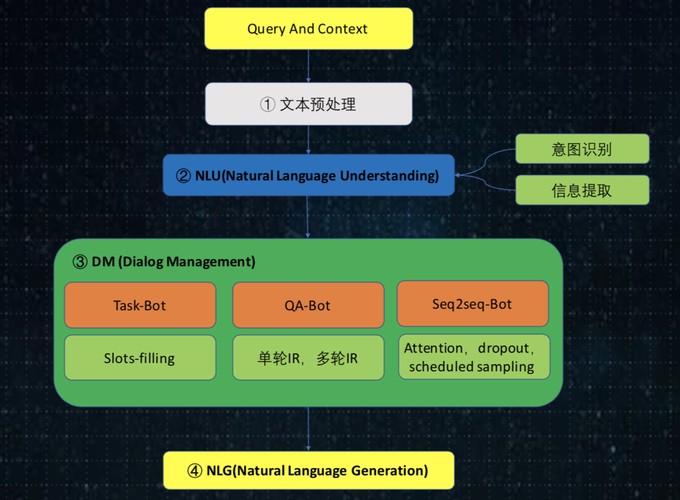 Query And Context
① 文本预处理
② NLU(Natural Language Understanding)
意图识别
信息提取
③ DM (Dialog Management)
Task-Bot
QA-Bot
Seq2seq-Bot
Slots-filling
单轮IR，多轮IR
Attention，dropout，
scheduled sampling
④ NLG(Natural Language Generation)